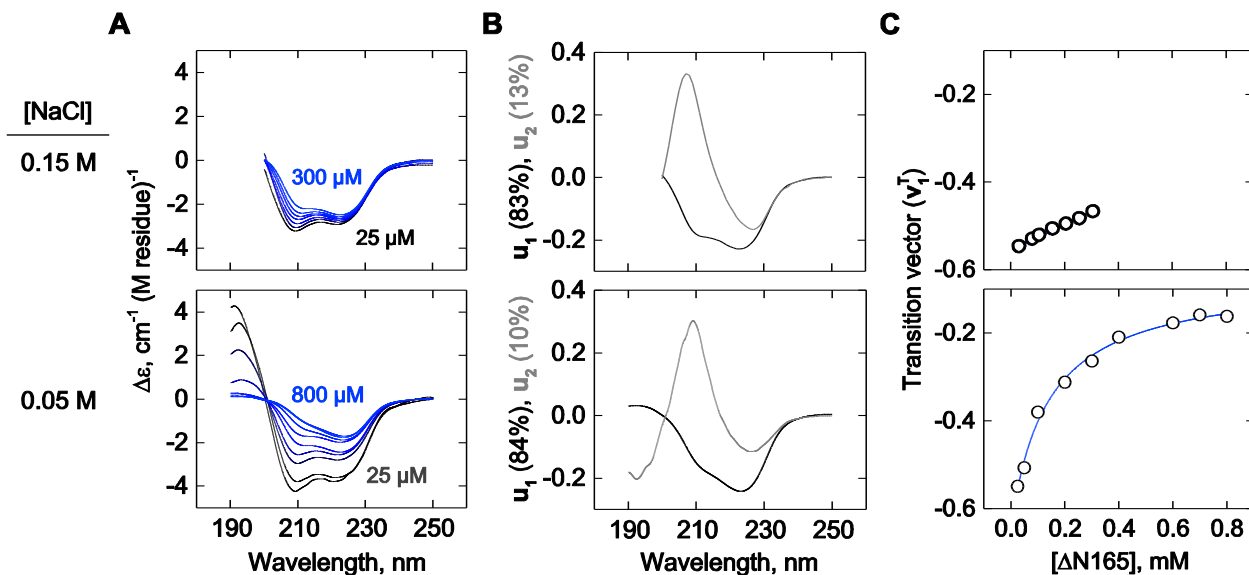 A
B
C
[NaCl]
0.15 M
0.05 M
Δε, cm⁻¹ (M residue)⁻¹
4
2
0
-2
-4
300 µM
25 µM
4
2
0
-2
-4
800 µM
25 µM
190 210 230 250
Wavelength, nm
u₁ (83%), u₂ (13%)
0.4
0.2
0.0
-0.2
u₁ (84%), u₂ (10%)
0.4
0.2
0.0
-0.2
190 210 230 250
Wavelength, nm
Transition vector (v₁ᵀ)
-0.2
-0.4
-0.6
-0.2
-0.4
-0.6
0.0 0.2 0.4 0.6 0.8
[ΔN165], mM